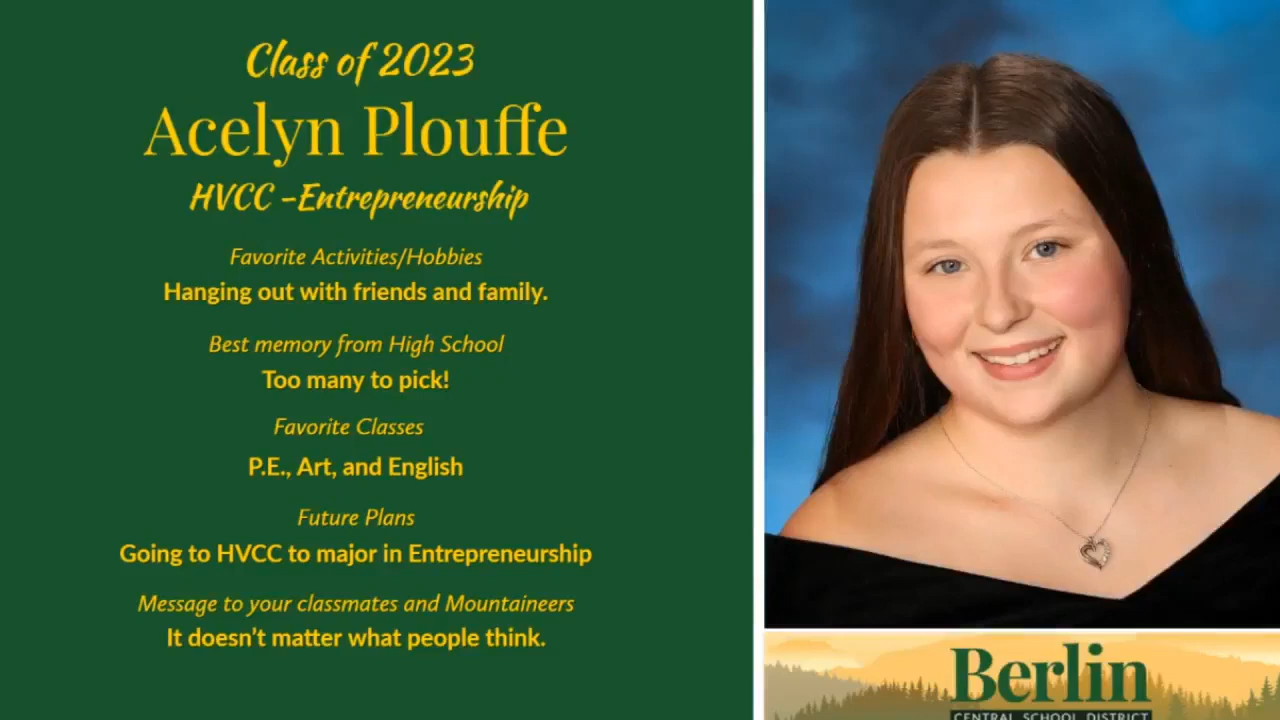 Class of 2023
Acelyn Plouffe
HVCC -Entrepreneurship
Favorite Activities/Hobbies
Hanging out with friends and family.
Best memory from High School
Too many to pick!
Favorite Classes
P.E., Art, and English
Future Plans
Going to HVCC to major in Entrepreneurship
Message to your classmates and Mountaineers
It doesn't matter what people think.
Berlin
CENTRAL SCHOOL DISTRICT